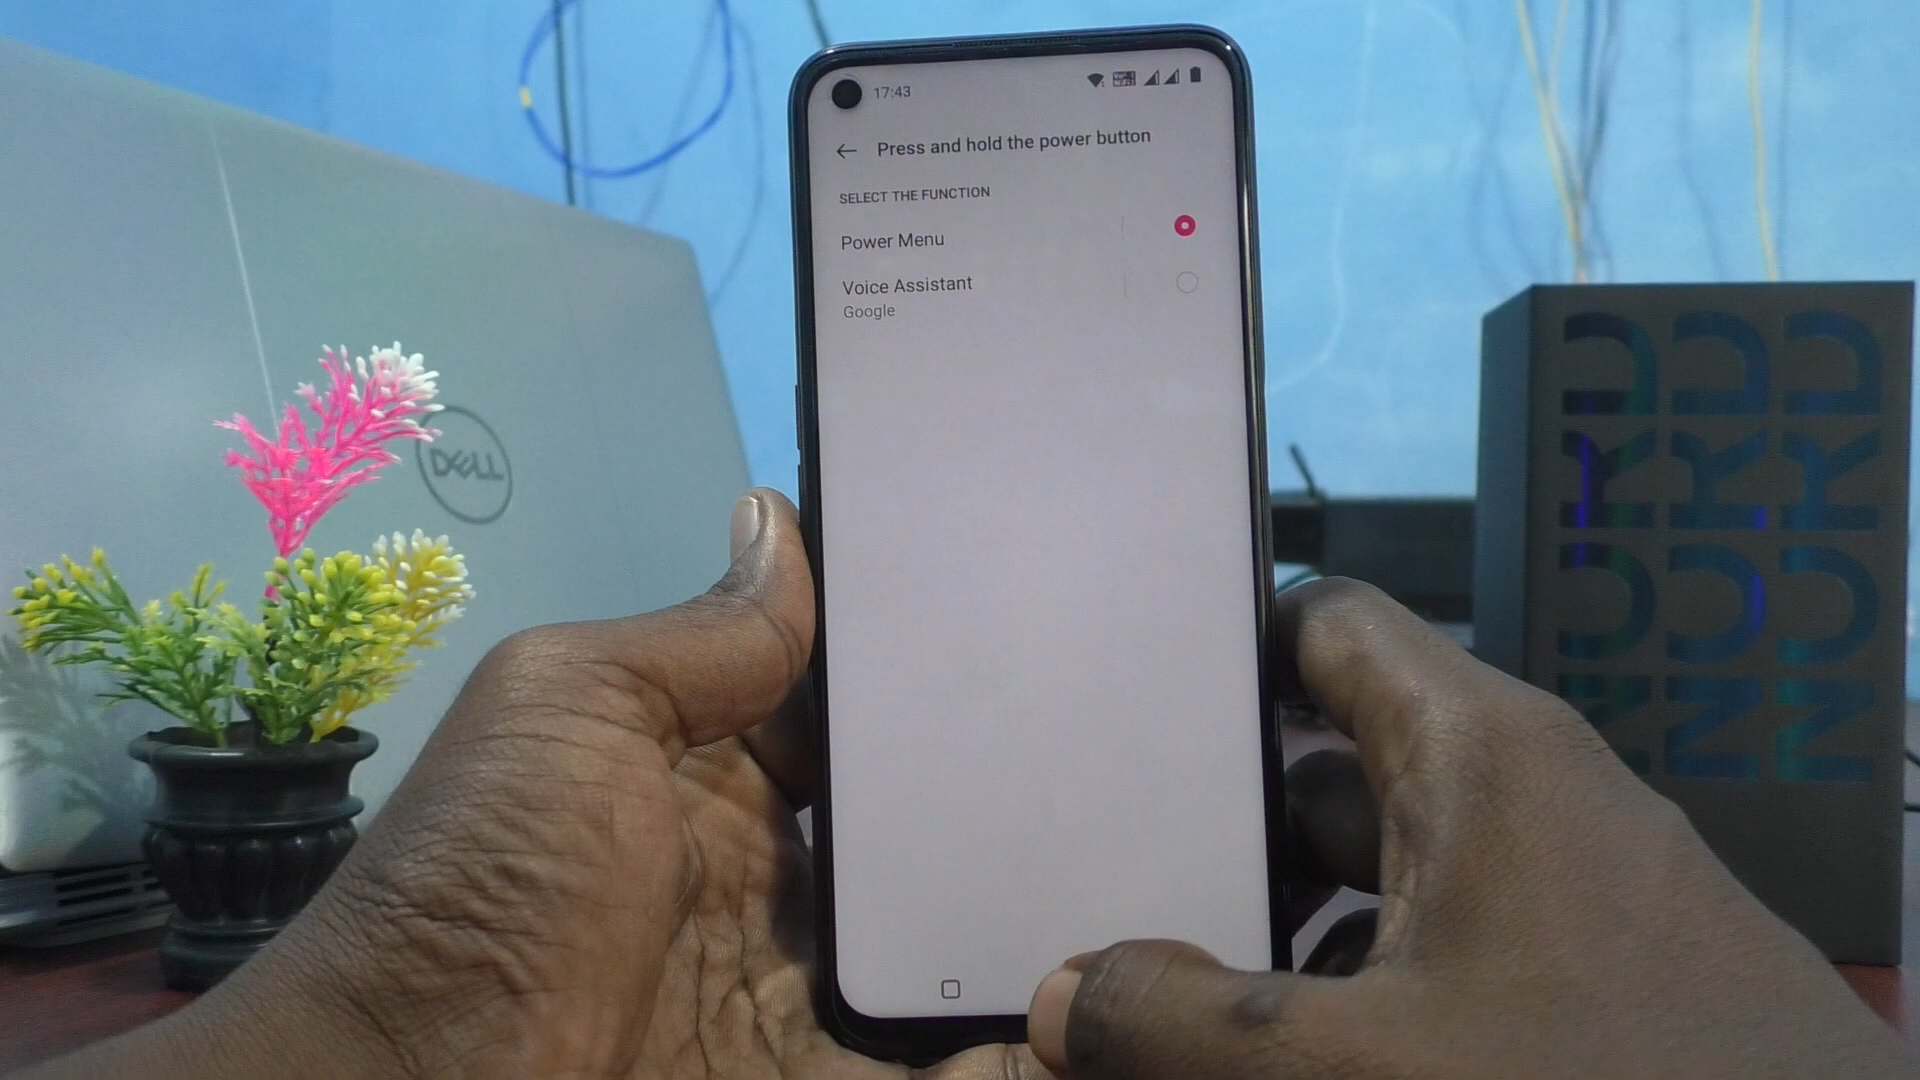 17:43
Press and hold the power button
SELECT THE FUNCTION
Power Menu
Voice Assistant
Google
DELL
NORD
NORD
NORD